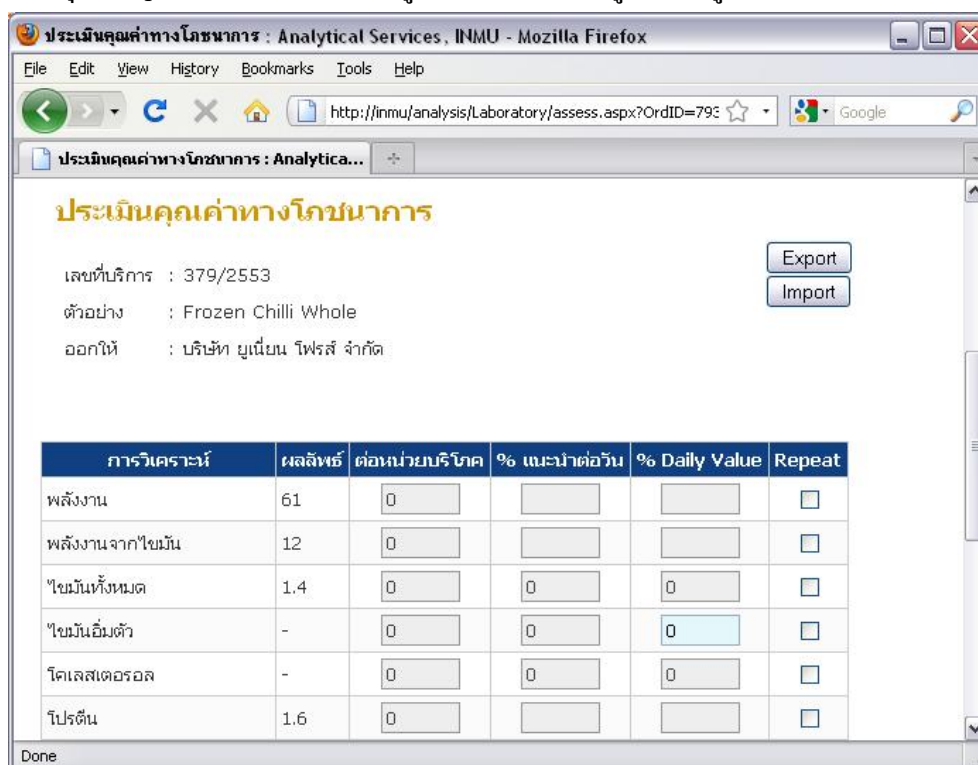 ประเมินคุณค่าทางโภชนาการ : Analytical Services, INMU - Mozilla Firefox
File Edit View History Bookmarks Tools Help
http://inmu/analysis/Laboratory/assess.aspx?OrdID=793 Google
ประเมินคุณค่าทางโภชนาการ : Analytica...
ประเมินคุณค่าทางโภชนาการ
Export
เลขที่บริการ : 379/2553
Import
ตัวอย่าง : Frozen Chilli Whole
ออกให้ : บริษัท ยูเนี่ยน โฟรส์ จำกัด
การวิเคราะห์ ผลลัพธ์ ต่อหน่วยบริโภค % แนะนำต่อวัน % Daily Value Repeat
พลังงาน 61 0
พลังงานจากไขมัน 12 0
ไขมันทั้งหมด 1.4 0 0 0
ไขมันอิ่มตัว - 0 0 0
โคเลสเตอรอล - 0 0 0
โปรตีน 1.6 0
Done